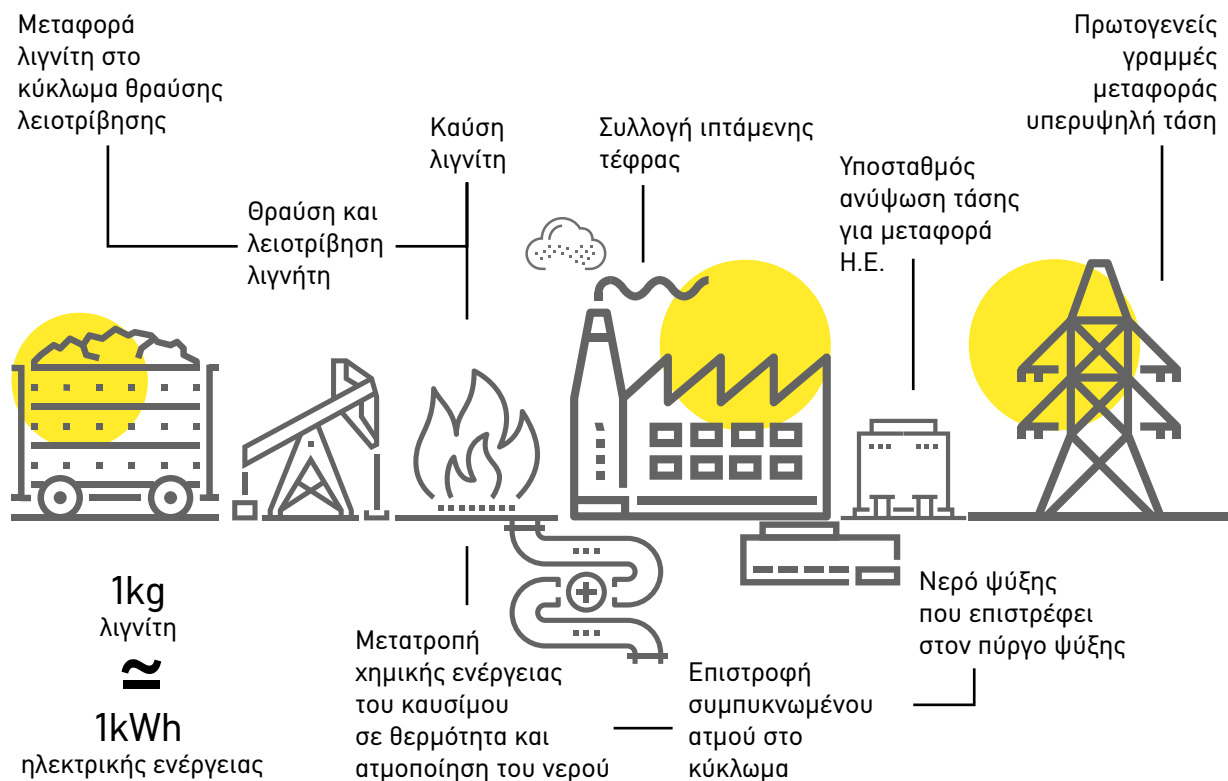 Μεταφορά
λιγνίτη στο
κύκλωμα θραύσης
λειοτρίβησης
Θραύση και
λειοτρίβηση
λιγνήτη
Καύση
λιγνίτη
Συλλογή ιπτάμενης
τέφρας
Υποσταθμός
ανύψωση τάσης
για μεταφορά
Η.Ε.
Πρωτογενείς
γραμμές
μεταφοράς
υπερυψηλή τάση
1kg
λιγνίτη
≃
1kWh
ηλεκτρικής ενέργειας
Μετατροπή
χημικής ενέργειας
του καυσίμου
σε θερμότητα και
ατμοποίηση του νερού
Επιστροφή
συμπυκνωμένου
ατμού στο
κύκλωμα
Νερό ψύξης
που επιστρέφει
στον πύργο ψύξης